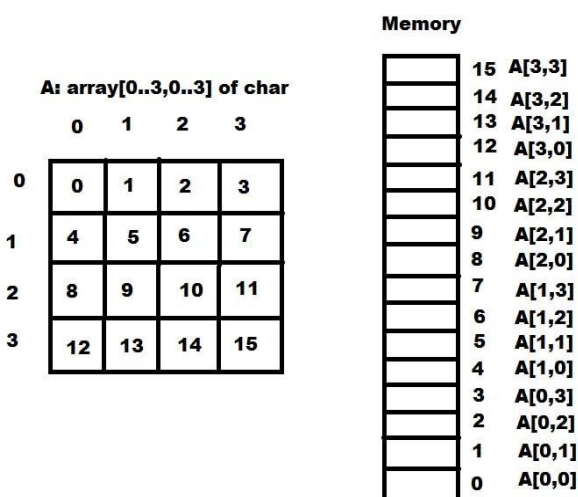 Memory
A: array[0..3,0..3] of char
0 1 2 3
0 0 1 2 3
1 4 5 6 7
2 8 9 10 11
3 12 13 14 15
15 A[3,3]
14 A[3,2]
13 A[3,1]
12 A[3,0]
11 A[2,3]
10 A[2,2]
9 A[2,1]
8 A[2,0]
7 A[1,3]
6 A[1,2]
5 A[1,1]
4 A[1,0]
3 A[0,3]
2 A[0,2]
1 A[0,1]
0 A[0,0]